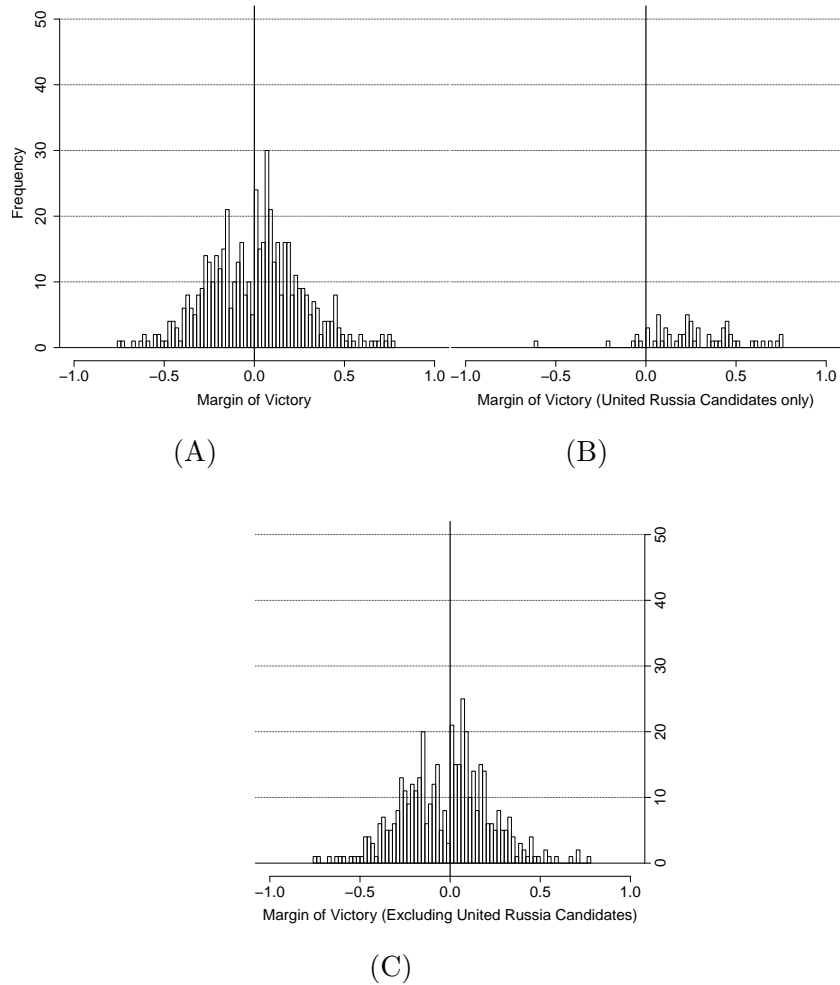 50
40
30
20
10
0
Frequency
−1.0 −0.5 0.0 0.5 1.0
Margin of Victory
(A)
−1.0 −0.5 0.0 0.5 1.0
Margin of Victory (United Russia Candidates only)
(B)
50
40
30
20
10
0
−1.0 −0.5 0.0 0.5 1.0
Margin of Victory (Excluding United Russia Candidates)
(C)